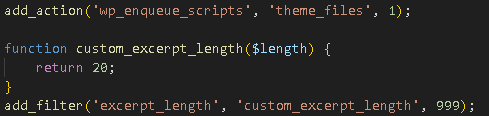 add_action('wp_enqueue_scripts', 'theme_files', 1);
function custom_excerpt_length($length) {
    return 20;
}
add_filter('excerpt_length', 'custom_excerpt_length', 999);